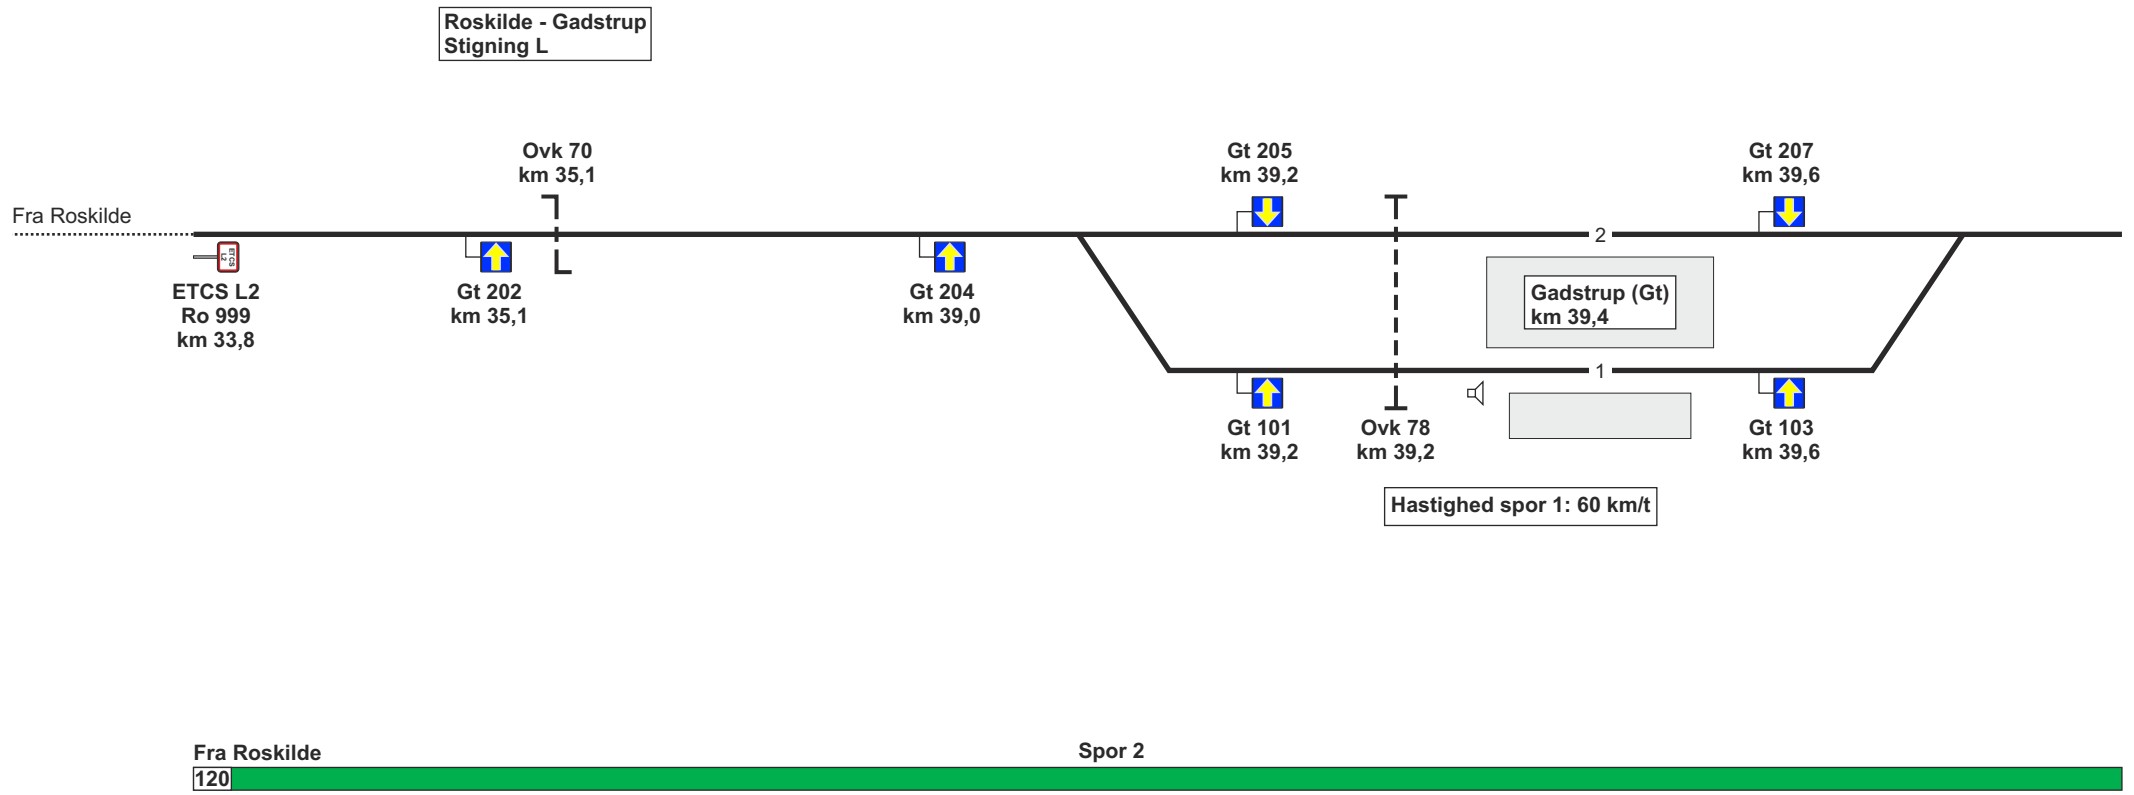 Roskilde - Gadstrup
Stigning L
Ovk 70
km 35,1
Gt 205
km 39,2
Gt 207
km 39,6
Fra Roskilde
2
ETCS
L2
ETCS L2
Ro 999
km 33,8
Gt 202
km 35,1
Gt 204
km 39,0
Gadstrup (Gt)
km 39,4
1
Gt 101
km 39,2
Ovk 78
km 39,2
Gt 103
km 39,6
Hastighed spor 1: 60 km/t
Fra Roskilde
Spor 2
120